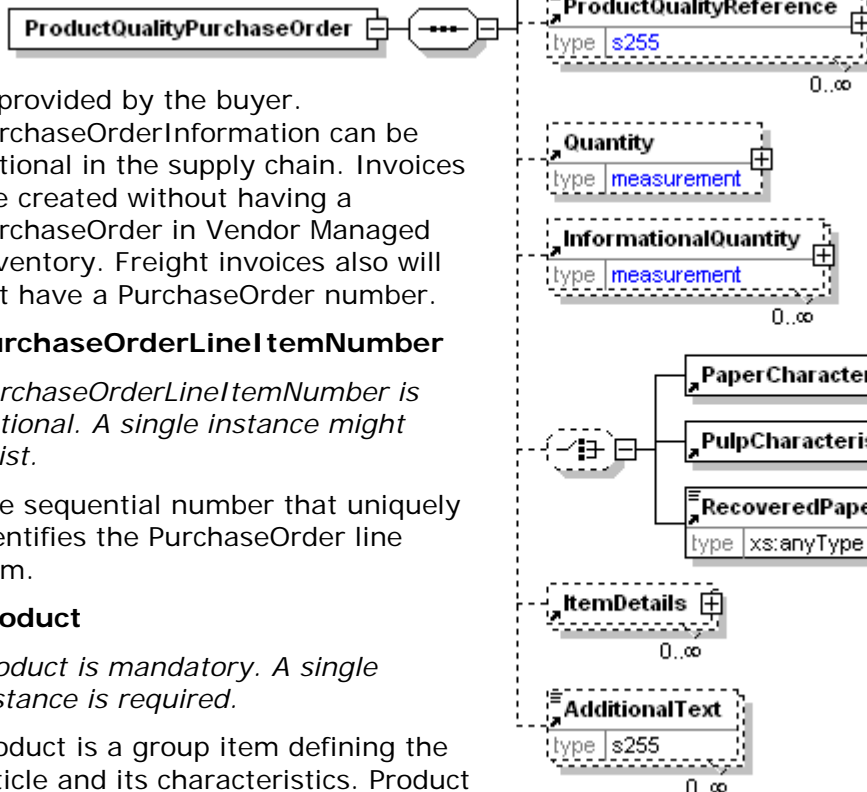 ProductQualityPurchaseOrder
provided by the buyer.
rchaseOrderInformation can be
tional in the supply chain. Invoices
e created without having a
rchaseOrder in Vendor Managed
ventory. Freight invoices also will
t have a PurchaseOrder number.
urchaseOrderLineItemNumber
rchaseOrderLineItemNumber is
tional. A single instance might
ist.
e sequential number that uniquely
entifies the PurchaseOrder line
m.
oduct
oduct is mandatory. A single
stance is required.
oduct is a group item defining the
ticle and its characteristics. Product
ProductQualityReference
type s255
0..∞
Quantity
type measurement
InformationalQuantity
type measurement
0..∞
PaperCharacter
PulpCharacteris
RecoveredPape
type xs:anyType
ItemDetails
0..∞
AdditionalText
type s255
0..∞